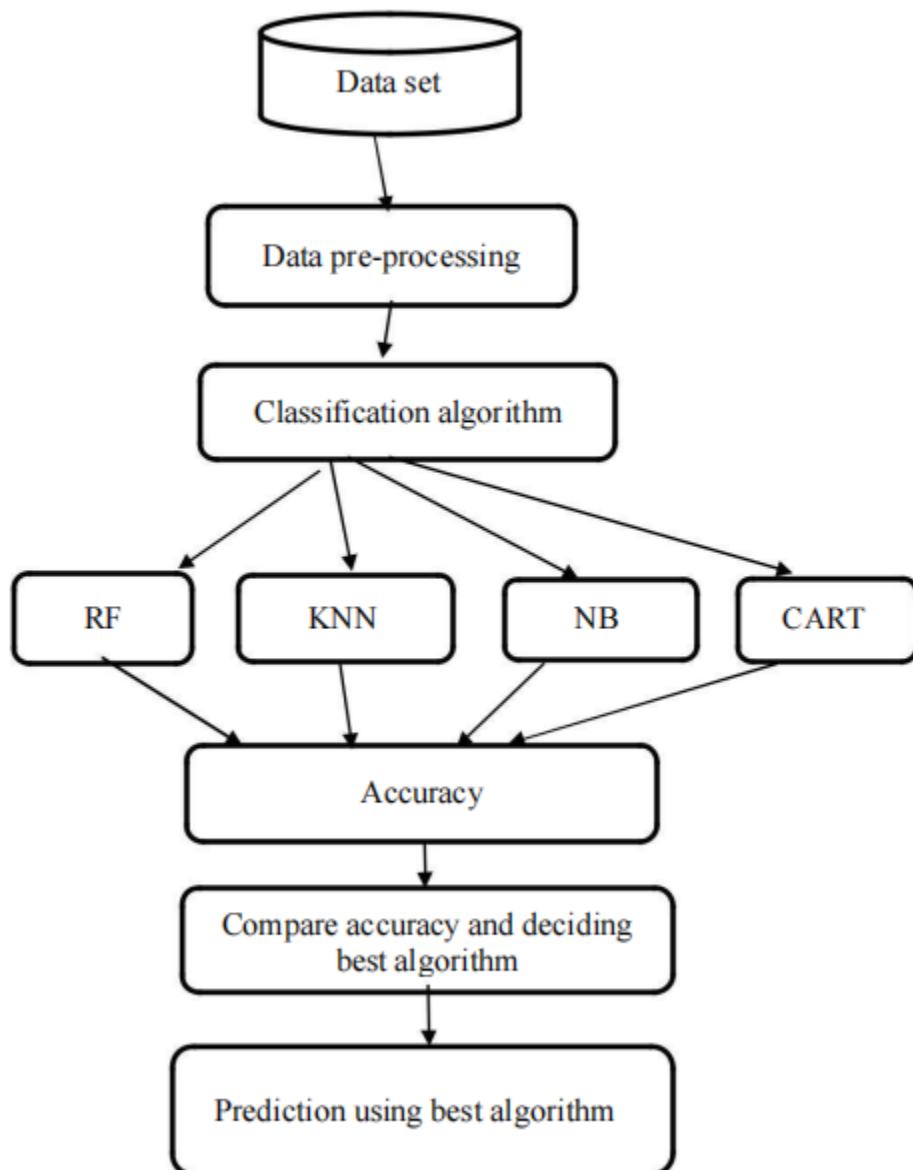 Data set
Data pre-processing
Classification algorithm
RF
KNN
NB
CART
Accuracy
Compare accuracy and deciding
best algorithm
Prediction using best algorithm